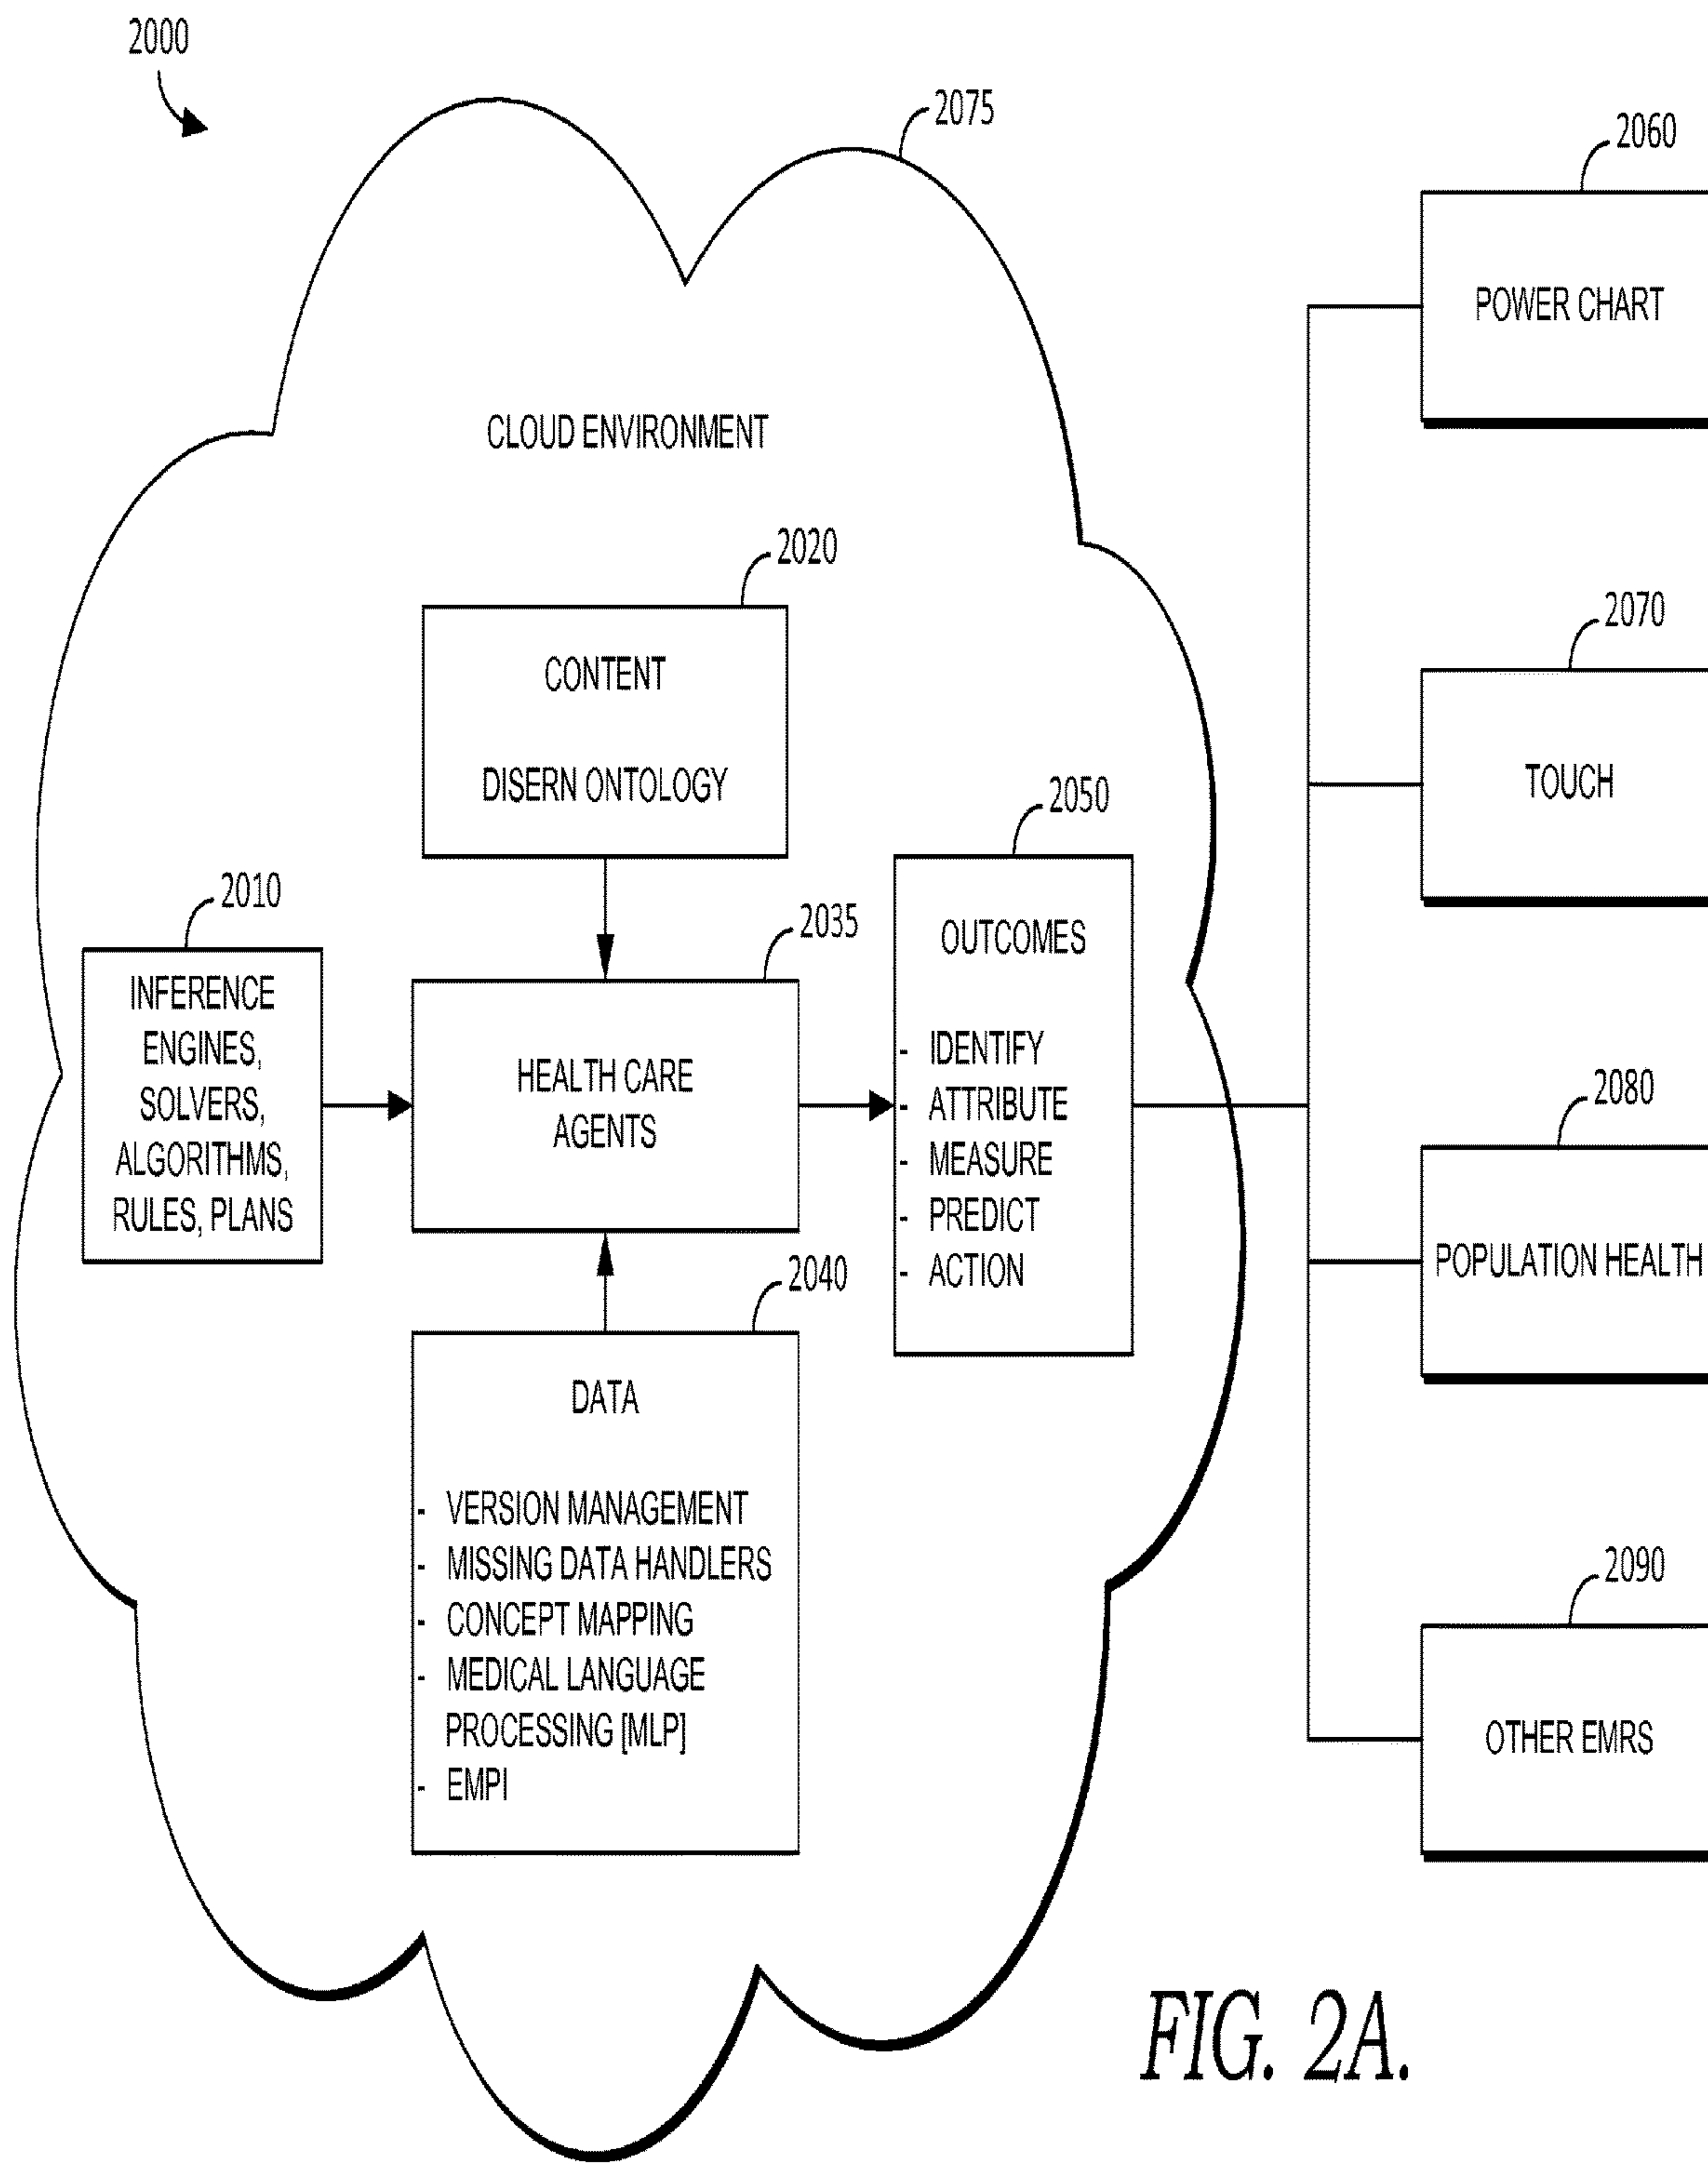 2000
2075
2060
POWER CHART
CLOUD ENVIRONMENT
2020
CONTENT
DISERN ONTOLOGY
2070
TOUCH
2010
INFERENCE
ENGINES,
SOLVERS,
ALGORITHMS,
RULES, PLANS
2035
HEALTH CARE
AGENTS
2050
OUTCOMES
- IDENTIFY
- ATTRIBUTE
- MEASURE
- PREDICT
- ACTION
2080
POPULATION HEALTH
2040
DATA
- VERSION MANAGEMENT
- MISSING DATA HANDLERS
- CONCEPT MAPPING
- MEDICAL LANGUAGE
PROCESSING [MLP]
- EMPI
2090
OTHER EMRS
FIG. 2A.